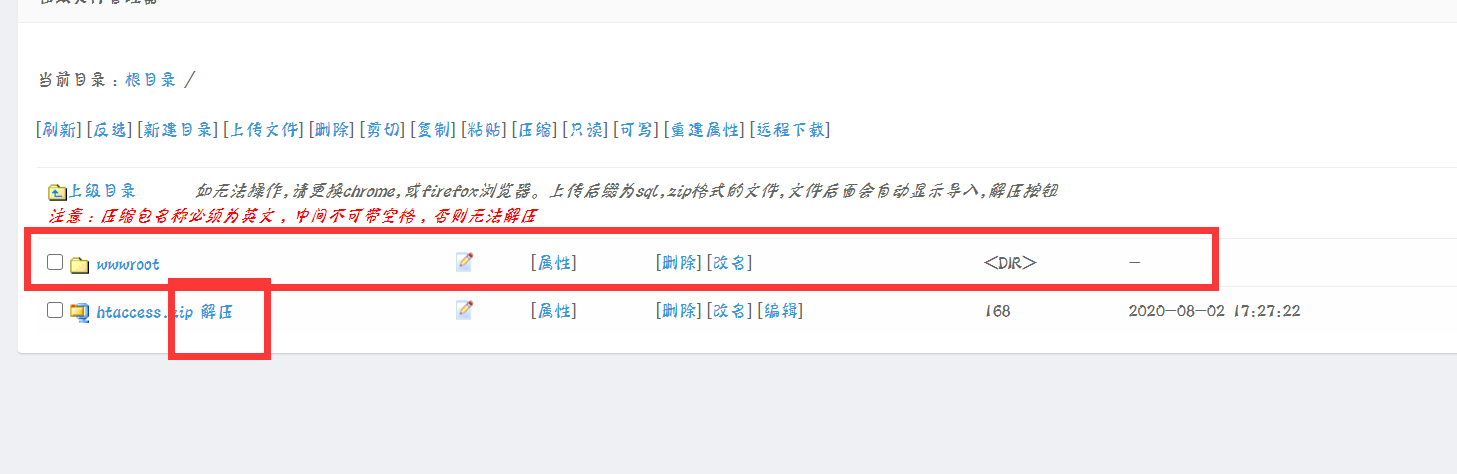 当前目录：根目录 /
[刷新] [反选] [新建目录] [上传文件] [删除] [剪切] [复制] [粘贴] [压缩] [只读] [可写] [重建属性] [远程下载]
上级目录 如无法操作,请更换chrome,或firefox浏览器。上传后缀为sql,zip格式的文件,文件后面会自动显示导入,解压按钮
注意：压缩包名称必须为英文，中间不可带空格，否则无法解压
wwwroot [属性] [删除] [改名] <DIR> -
htaccess.zip 解压 [属性] [删除] [改名] [编辑] 168 2020-08-02 17:27:22